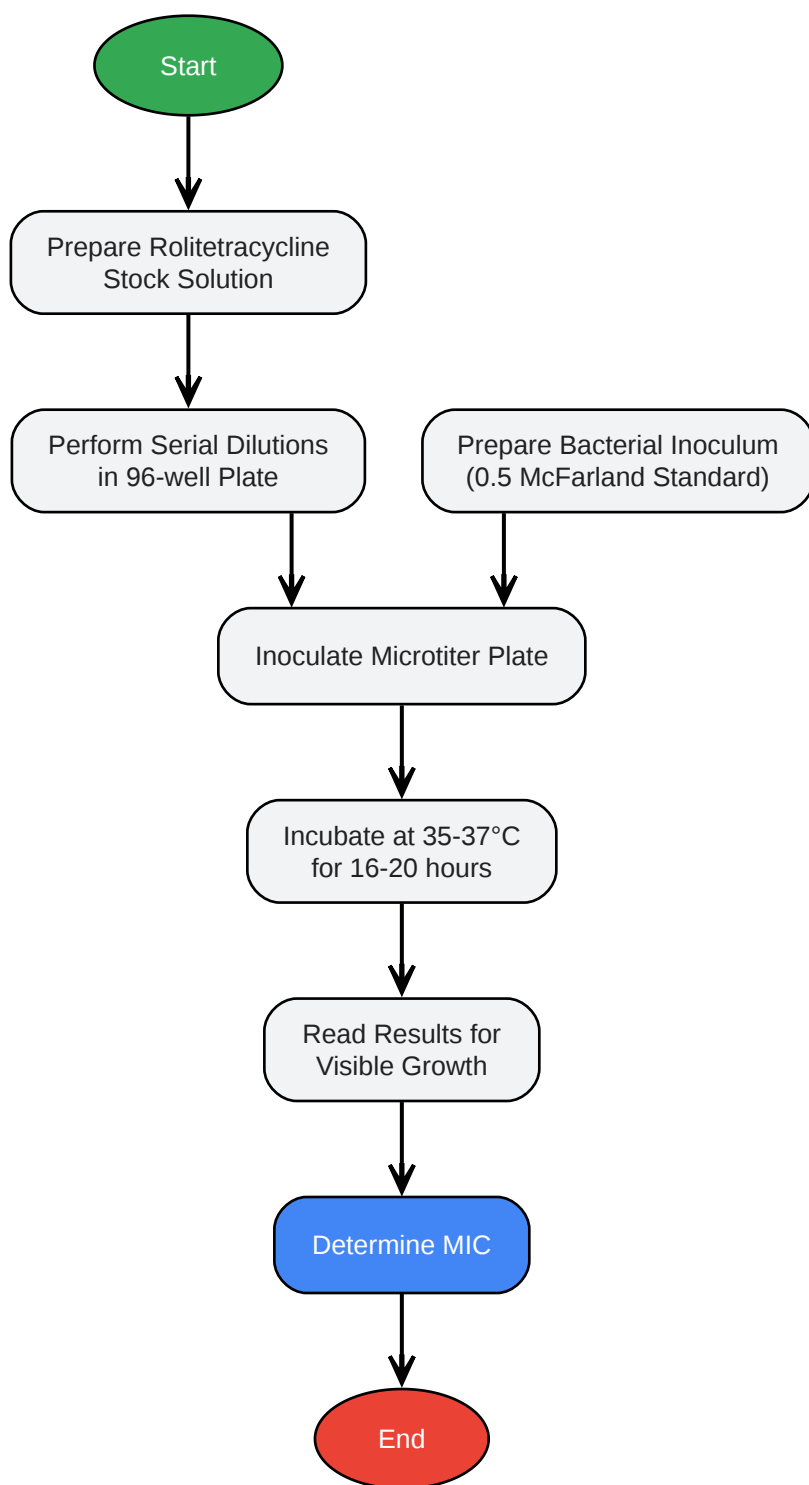 Start
Prepare Rolitetracycline
Stock Solution
Perform Serial Dilutions
in 96-well Plate
Prepare Bacterial Inoculum
(0.5 McFarland Standard)
Inoculate Microtiter Plate
Incubate at 35-37°C
for 16-20 hours
Read Results for
Visible Growth
Determine MIC
End